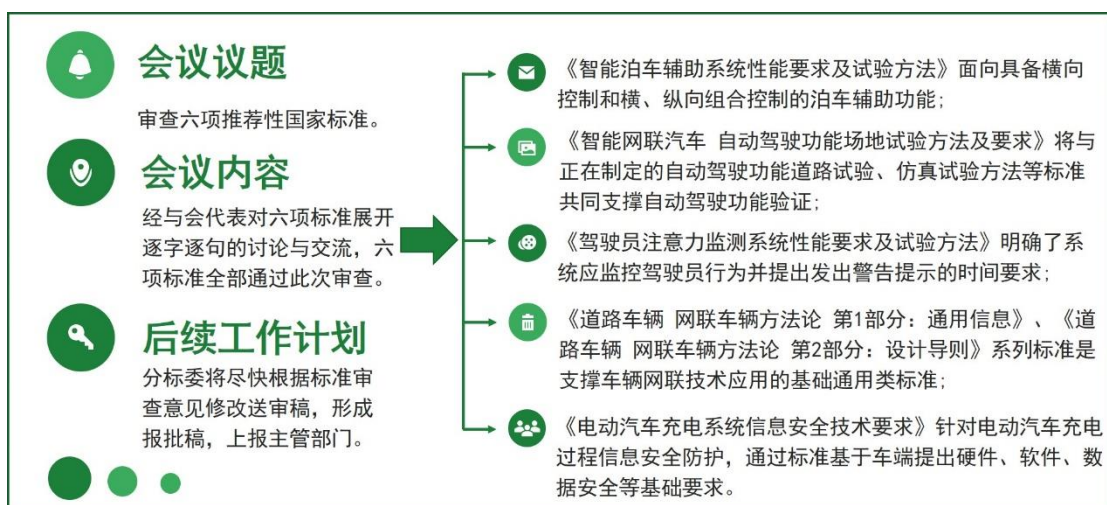 会议议题
审查六项推荐性国家标准。
会议内容
经与会代表对六项标准展开
逐字逐句的讨论与交流，六
项标准全部通过此次审查。
后续工作计划
分标委将尽快根据标准审
查意见修改送审稿，形成
报批稿，上报主管部门。
《智能泊车辅助系统性能要求及试验方法》面向具备横向
控制和横、纵向组合控制的泊车辅助功能；
《智能网联汽车 自动驾驶功能场地试验方法及要求》将与
正在制定的自动驾驶功能道路试验、仿真试验方法等标准
共同支撑自动驾驶功能验证；
《驾驶员注意力监测系统性能要求及试验方法》明确了系
统应监控驾驶员行为并提出发出警告提示的时间要求；
《道路车辆 网联车辆方法论 第1部分：通用信息》、《道
路车辆 网联车辆方法论 第2部分：设计导则》系列标准是
支撑车辆网联技术应用的基础通用类标准；
《电动汽车充电系统信息安全技术要求》针对电动汽车充电
过程信息安全防护，通过标准基于车端提出硬件、软件、数
据安全等基础要求。